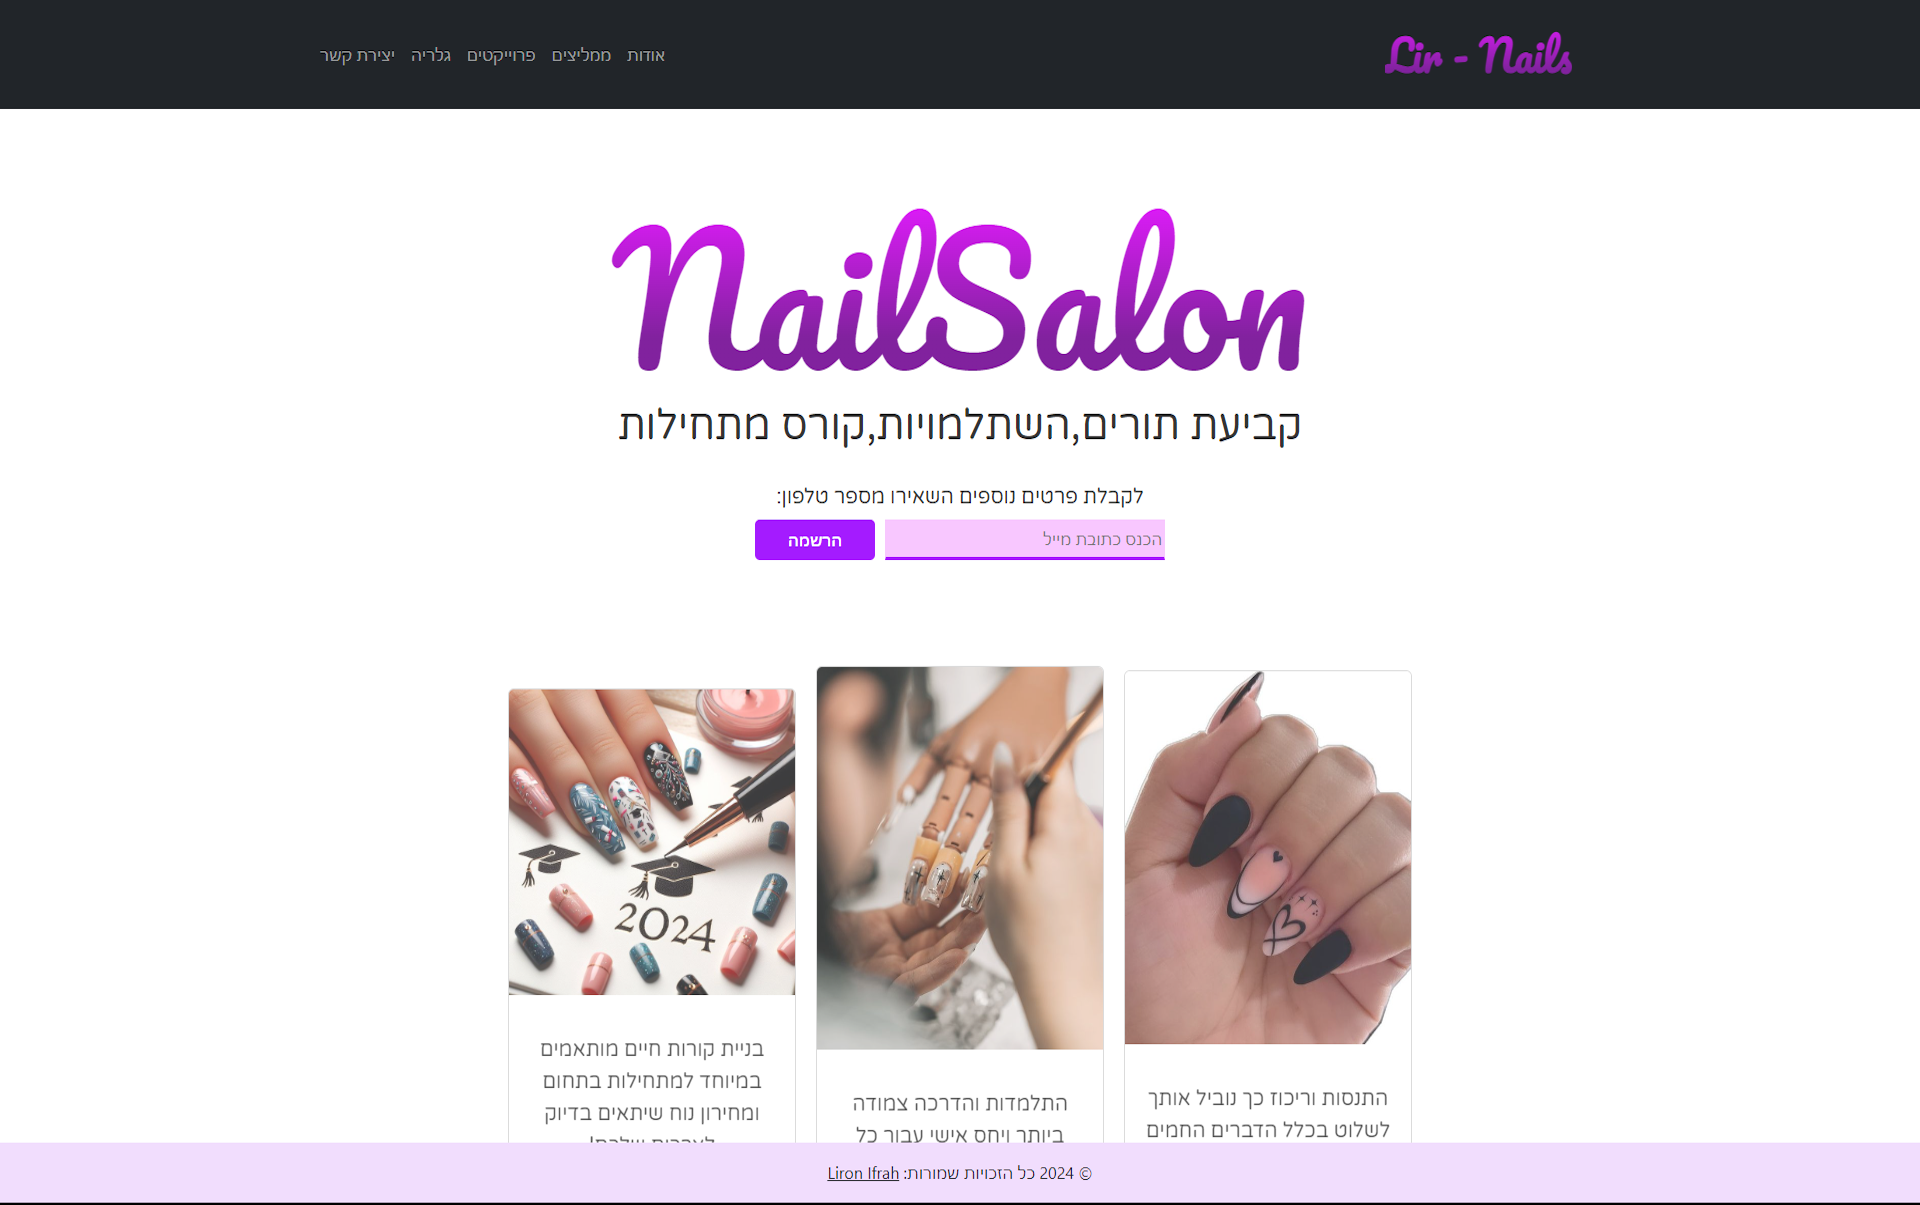 Lir - Nails
אודות ממליצים פרוייקטים גלריה יצירת קשר
NailSalon
קביעת תורים,השתלמויות,קורס מתחילות
לקבלת פרטים נוספים השאירו מספר טלפון:
הכנס כתובת מייל
הרשמה
התנסות וריכוז כך נוביל אותך
לשלוט בכלל הדברים החמים
התלמדות והדרכה צמודה
ביותר ויחס אישי עבור כל
2024
בניית קורות חיים מותאמים
במיוחד למתחילות בתחום
ומחירון נוח שיתאים בדיוק
© 2024 כל הזכויות שמורות: Liron Ifrah